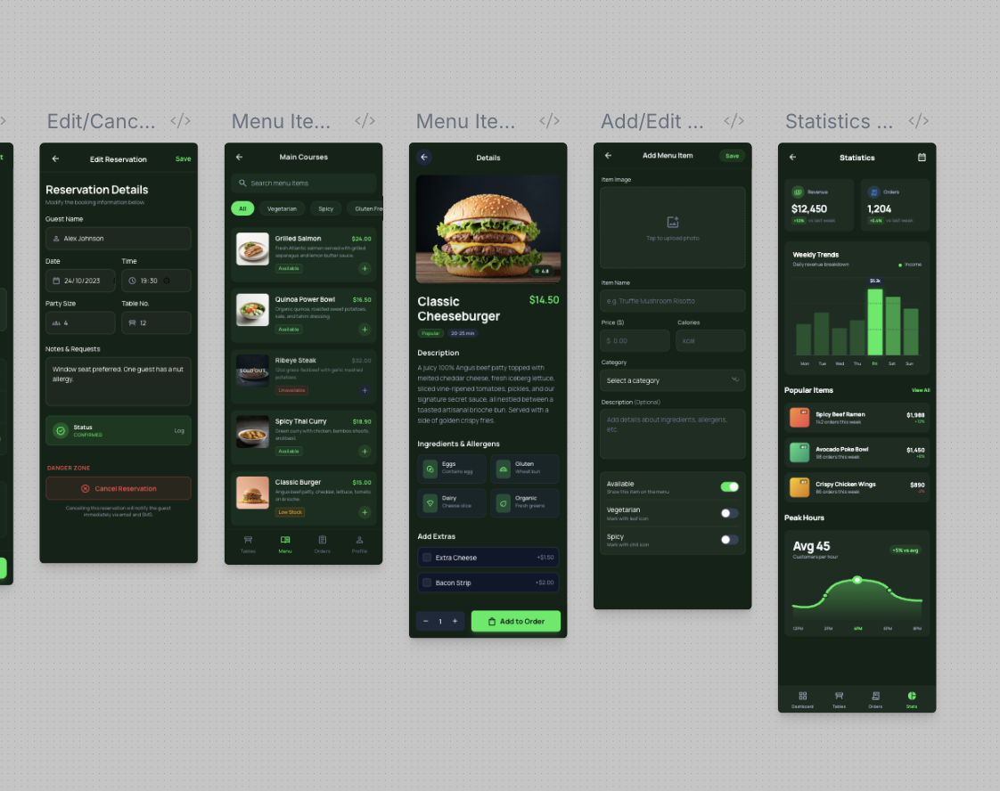 Edit/Canc...
Edit Reservation
Save
Reservation Details
Modify the booking information below.
Guest Name
Alex Johnson
Date
Time
24/10/2023
19:30
Party Size
Table No.
4
12
Notes & Requests
Window seat preferred. One guest has a nut
allergy.
Status
CONFIRMED
Log
DANGER ZONE
Cancel Reservation
Cancelling this reservation will notify the guest
immediately via email and SMS.
Menu Ite...
Main Courses
Search menu items
All
Vegetarian
Spicy
Gluten Fre
Grilled Salmon
$24.00
Fresh Atlantic salmon served with grilled
asparagus and lemon butter sauce.
Available
Quinoa Power Bowl
$16.50
Organic quinoa, roasted sweet potatoes,
kale, and tahini dressing.
Available
SOLD OUT
Ribeye Steak
$32.00
12oz grass-fed beef with garlic mashed
potatoes.
Unavailable
Spicy Thai Curry
$18.90
Green curry with chicken, bamboo shoots,
and basil.
Available
Classic Burger
$15.00
Angus beef patty, cheddar, lettuce, tomato
on brioche.
Low Stock
Tables
Menu
Orders
Profile
Menu Ite...
Details
4.8
Classic
Cheeseburger
$14.50
Popular
20-25 min
Description
A juicy 100% Angus beef patty topped with
melted cheddar cheese, fresh iceberg lettuce,
sliced vine-ripened tomatoes, pickles, and our
signature secret sauce, all nestled between a
toasted artisanal brioche bun. Served with a
side of golden crispy fries.
Ingredients & Allergens
Eggs
Contains egg
Gluten
Wheat bun
Dairy
Cheese slice
Organic
Fresh greens
Add Extras
Extra Cheese
+$1.50
Bacon Strip
+$2.00
1
Add to Order
Add/Edit ...
Add Menu Item
Save
Item Image
Tap to upload photo
Item Name
e.g. Truffle Mushroom Risotto
Price ($)
Calories
$ 0.00
kcal
Category
Select a category
Description (Optional)
Add details about ingredients, allergens,
etc.
Available
Show this item on the menu
Vegetarian
Mark with leaf icon
Spicy
Mark with chili icon
Statistics ...
Statistics
Revenue
$12,450
+12%
vs last week
Orders
1,204
+5.4%
vs last week
Weekly Trends
Daily revenue breakdown
Income
$5.2k
Mon
Tue
Wed
Thu
Fri
Sat
Sun
Popular Items
View All
Spicy Beef Ramen
142 orders this week
$1,988
+12%
Avocado Poke Bowl
98 orders this week
$1,450
+8%
Crispy Chicken Wings
86 orders this week
$890
-2%
Peak Hours
Avg 45
Customers per hour
+5% vs avg
12PM
6PM
8PM
Dashboard
Tables
Orders
Stats